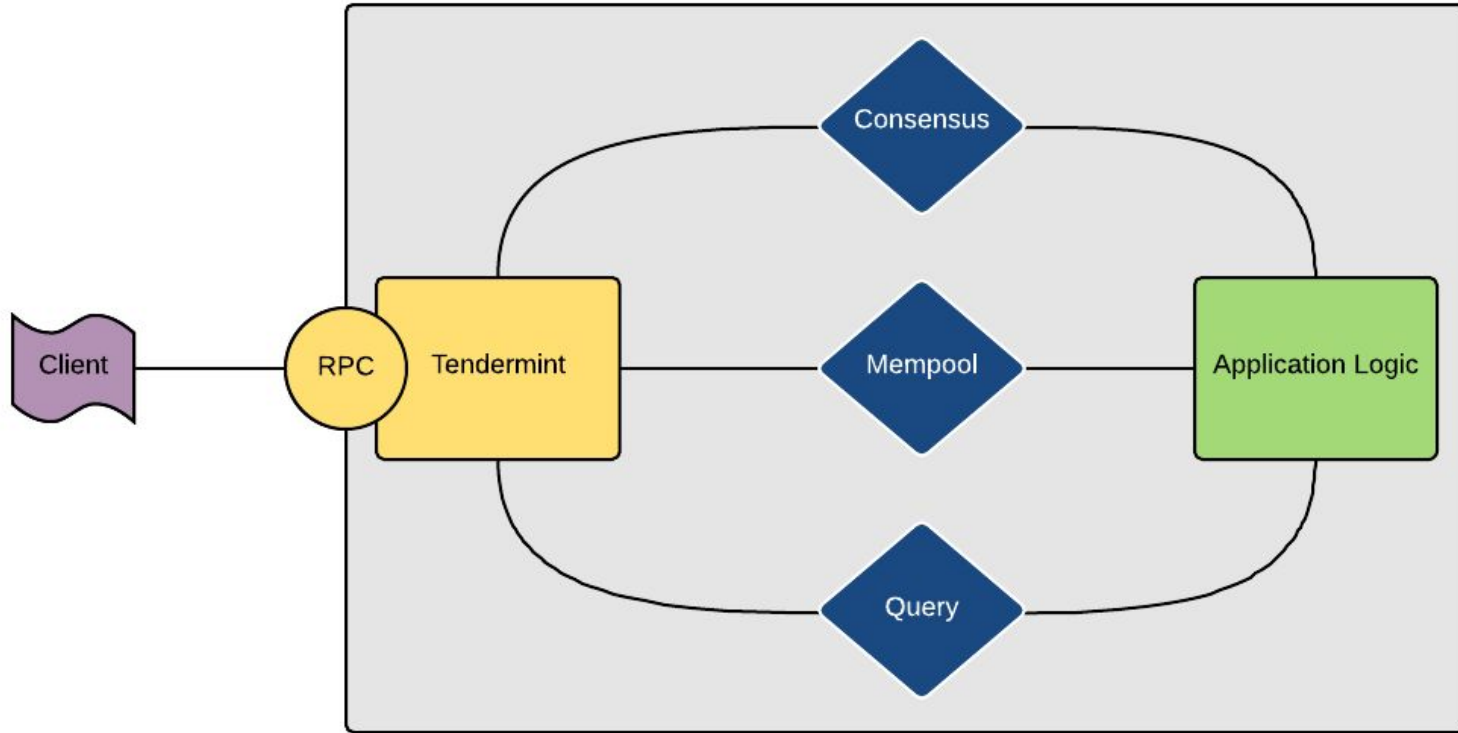 Consensus
Client
RPC
Tendermint
Mempool
Application Logic
Query